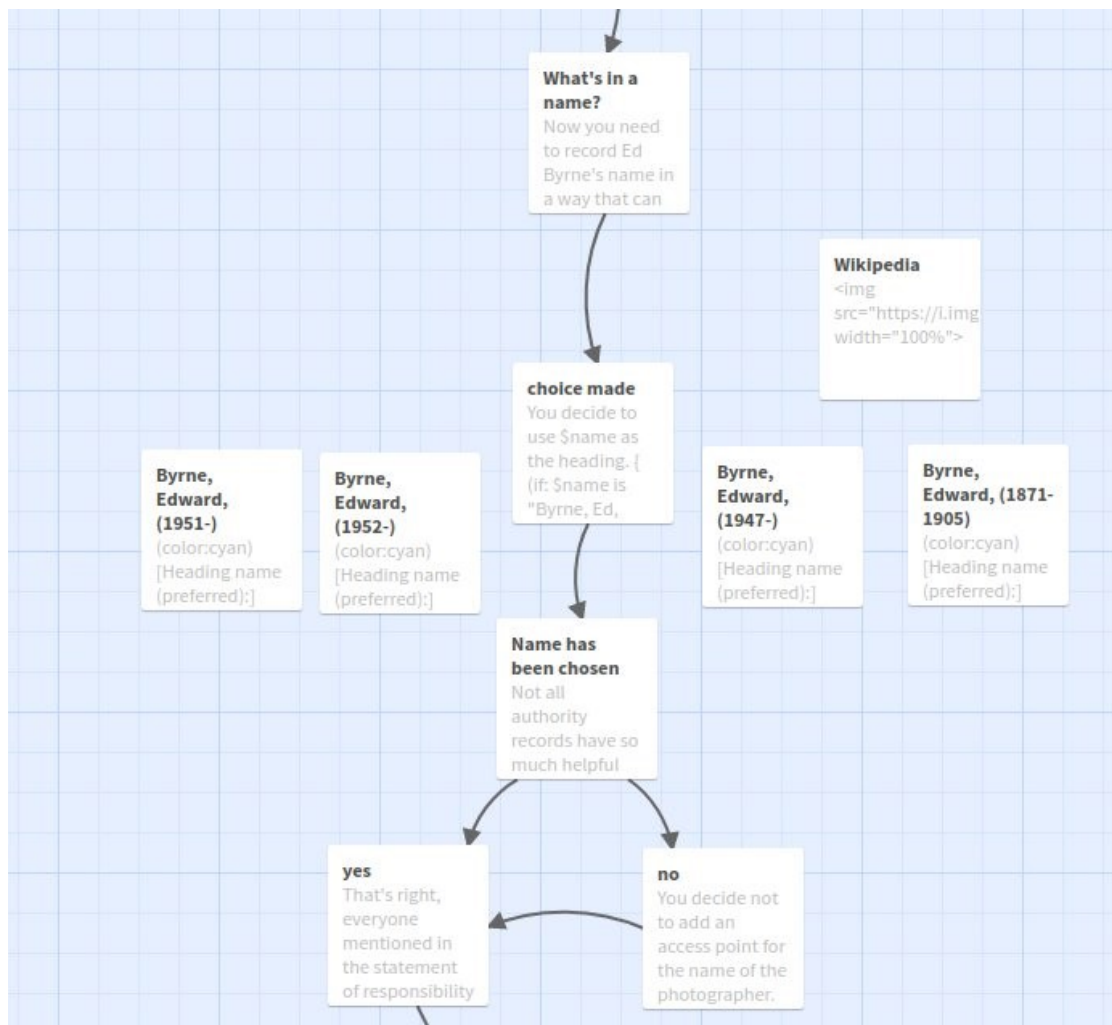 What's in a
name?
Now you need
to record Ed
Byrne's name in
a way that can
Wikipedia
<img
src="https://i.img
width="100%">
choice made
You decide to
use $name as
the heading. {
(if: $name is
"Byrne, Ed,
Byrne,
Edward,
(1951-)
(color:cyan)
[Heading name
(preferred):]
Byrne,
Edward,
(1952-)
(color:cyan)
[Heading name
(preferred):]
Byrne,
Edward,
(1947-)
(color:cyan)
[Heading name
(preferred):]
Byrne,
Edward, (1871-
1905)
(color:cyan)
[Heading name
(preferred):]
Name has
been chosen
Not all
authority
records have so
much helpful
yes
That's right,
everyone
mentioned in
the statement
of responsibility
no
You decide not
to add an
access point for
the name of the
photographer.